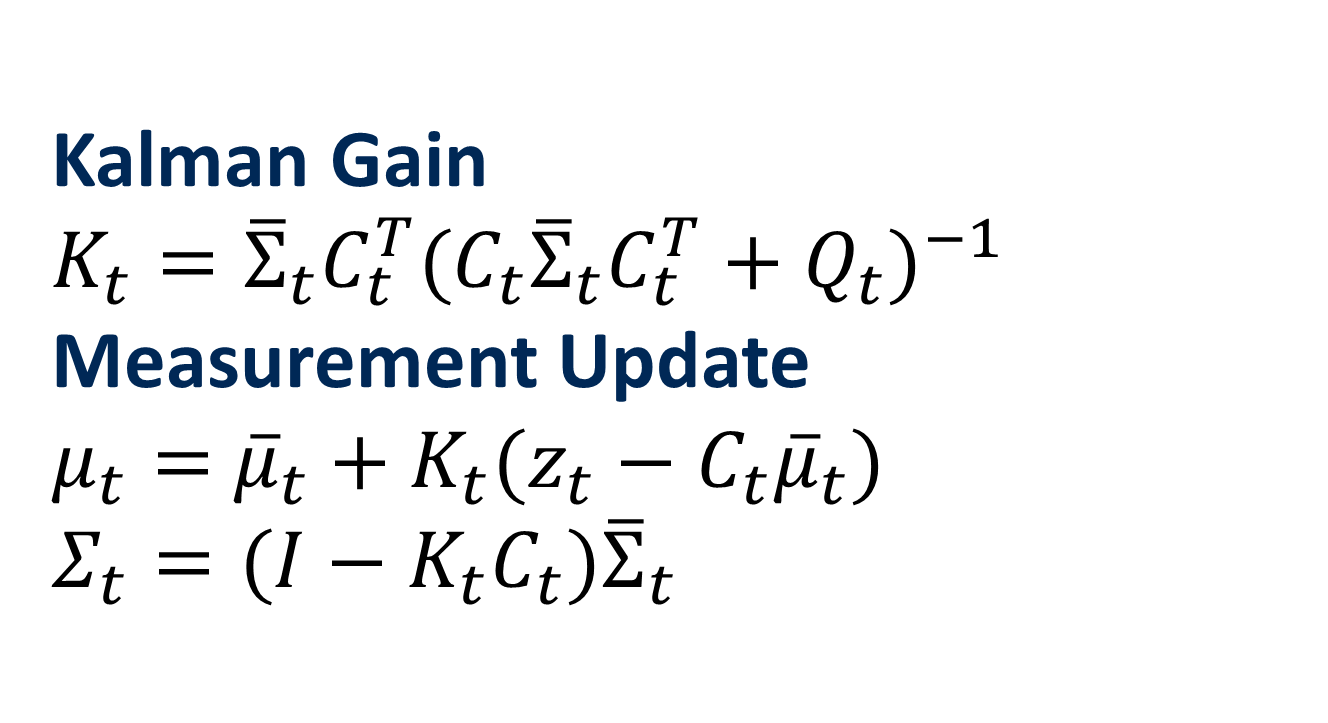 Kalman Gain
K_t = Σ̅_t C_t^T (C_t Σ̅_t C_t^T + Q_t)^{-1}
Measurement Update
μ_t = μ̅_t + K_t (z_t − C_t μ̅_t)
Σ_t = (I − K_t C_t) Σ̅_t